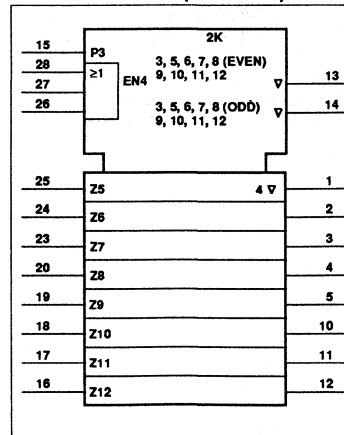 2K
15 P3
28 ≥1
27 EN4
26
3, 5, 6, 7, 8 (EVEN)
9, 10, 11, 12 ▽ 13
3, 5, 6, 7, 8 (ODD) ▽ 14
9, 10, 11, 12
25 Z5 4 ▽ 1
24 Z6 2
23 Z7 3
20 Z8 4
19 Z9 5
18 Z10 10
17 Z11 11
16 Z12 12